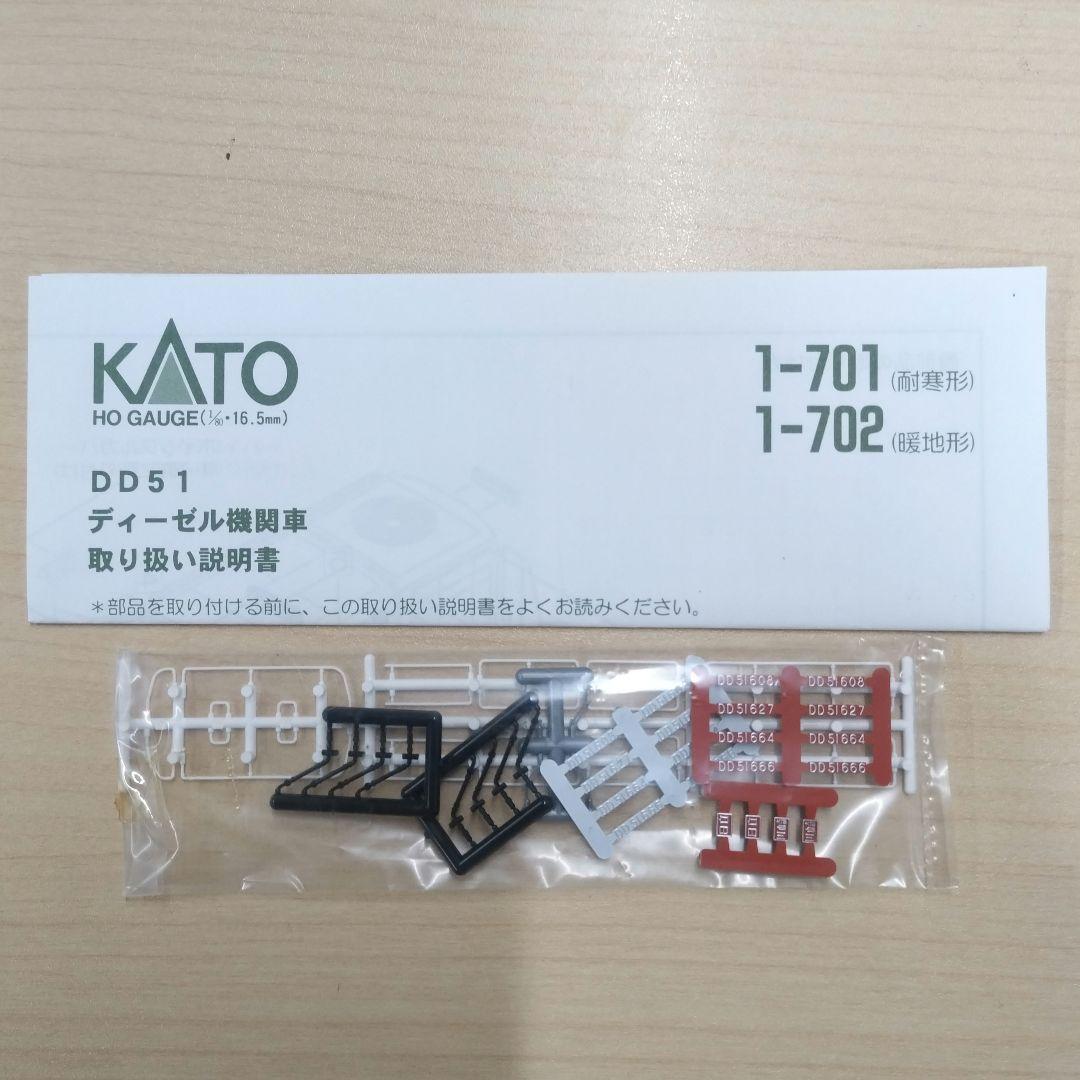 KATO
HO GAUGE(1/80・16.5mm)
1-701(耐寒形)
1-702(暖地形)
DD51
ディーゼル機関車
取り扱い説明書
*部品を取り付ける前に、この取り扱い説明書をよくお読みください。
DD51608 DD51608
DD51627 DD51627
DD51664 DD51664
DD51666 DD51666